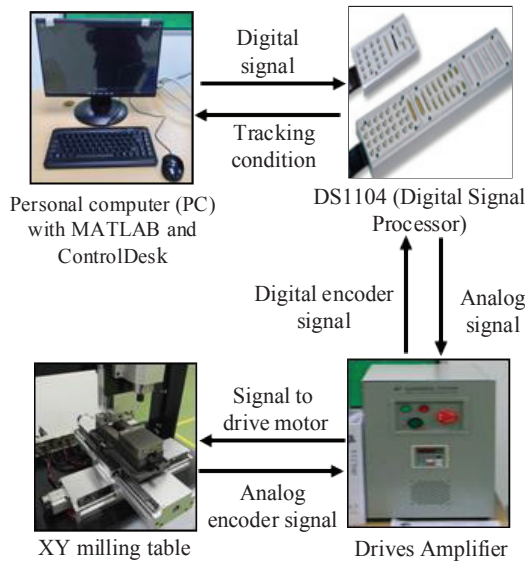 Digital
signal
Tracking
condition
Personal computer (PC)
with MATLAB and
ControlDesk
DS1104 (Digital Signal
Processor)
Digital encoder
signal
Analog
signal
Signal to
drive motor
Analog
encoder signal
XY milling table
Drives Amplifier